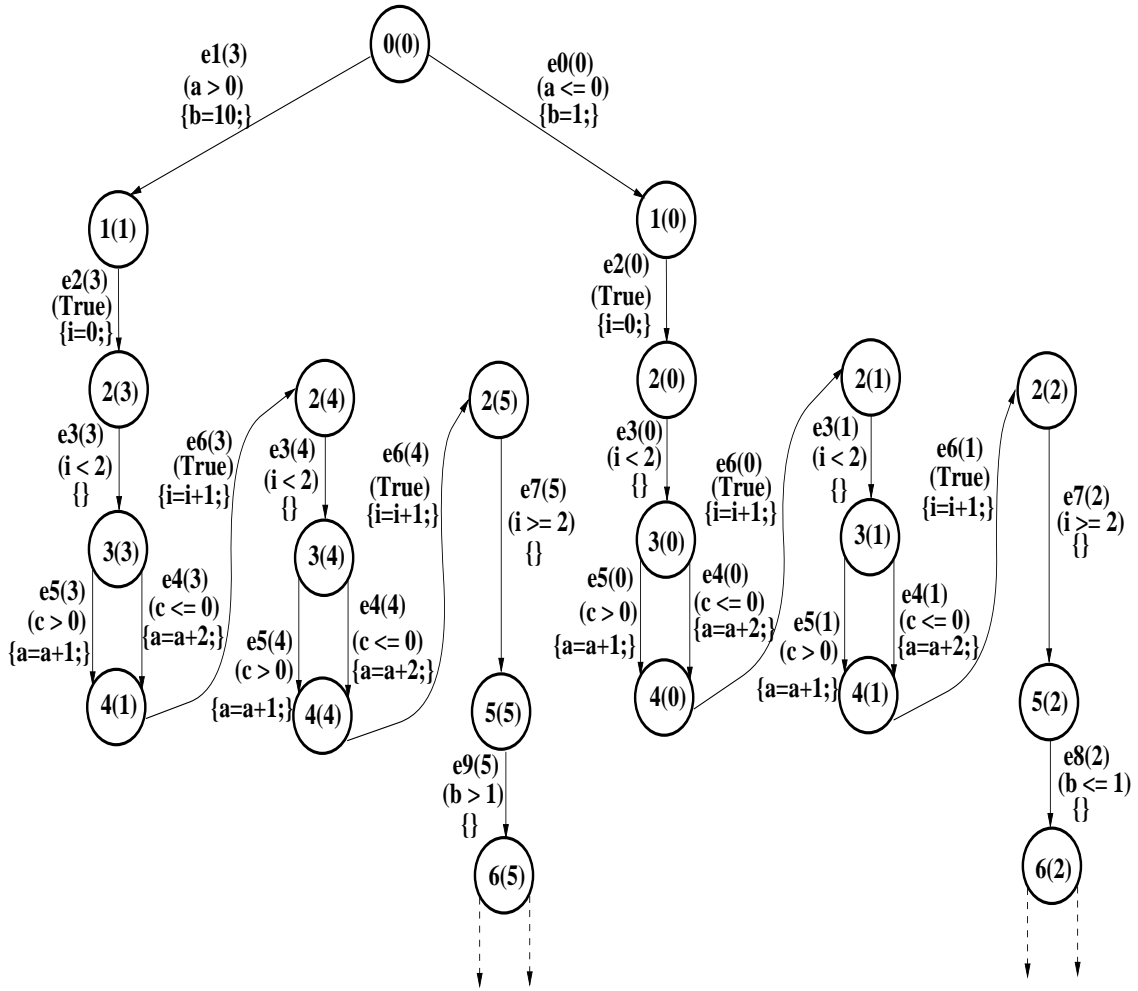 0(0)
e1(3)
(a > 0)
{b=10;}
e0(0)
(a <= 0)
{b=1;}
1(1)
1(0)
e2(3)
(True)
{i=0;}
e2(0)
(True)
{i=0;}
2(3)
2(4)
2(5)
2(0)
2(1)
2(2)
e3(3)
(i < 2)
{}
e6(3)
(True)
{i=i+1;}
e3(4)
(i < 2)
{}
e6(4)
(True)
{i=i+1;}
e7(5)
(i >= 2)
{}
e3(0)
(i < 2)
{}
e6(0)
(True)
{i=i+1;}
e3(1)
(i < 2)
{}
e6(1)
(True)
{i=i+1;}
e7(2)
(i >= 2)
{}
3(3)
3(4)
3(0)
3(1)
e5(3)
(c > 0)
{a=a+1;}
e4(3)
(c <= 0)
{a=a+2;}
e5(4)
(c > 0)
{a=a+1;}
e4(4)
(c <= 0)
{a=a+2;}
e5(0)
(c > 0)
{a=a+1;}
e4(0)
(c <= 0)
{a=a+2;}
e5(1)
(c > 0)
{a=a+1;}
e4(1)
(c <= 0)
{a=a+2;}
4(1)
4(4)
5(5)
4(0)
4(1)
5(2)
e9(5)
(b > 1)
{}
e8(2)
(b <= 1)
{}
6(5)
6(2)